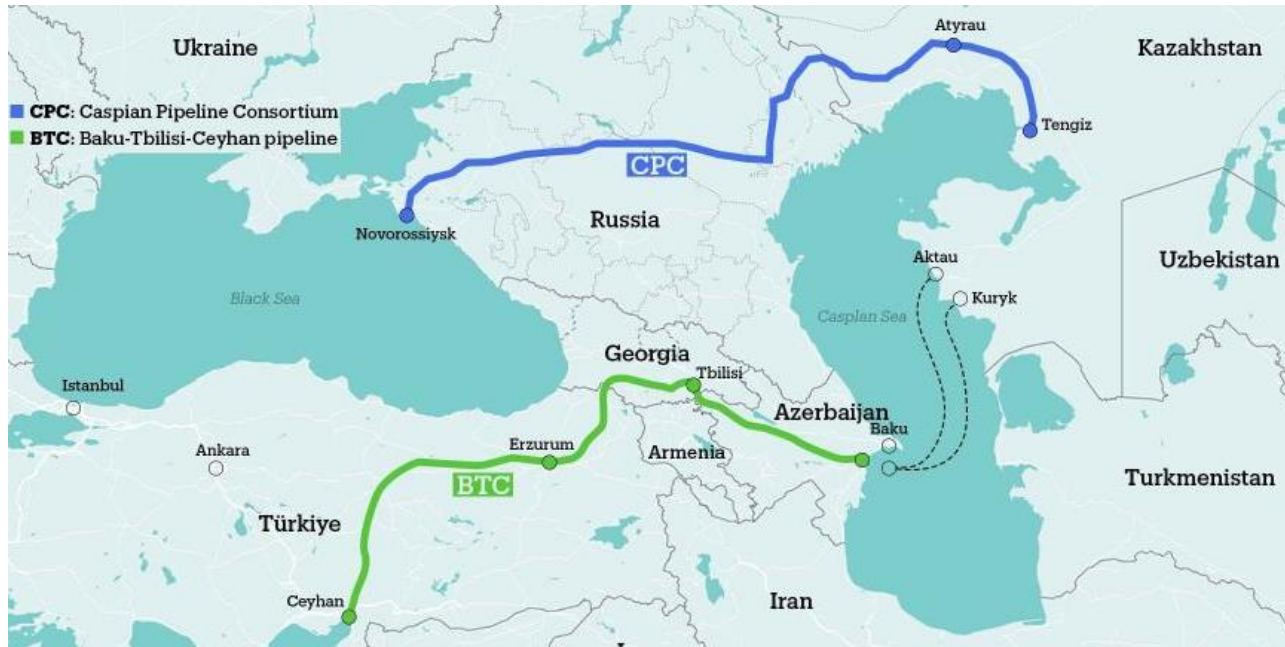 Atyrau
Ukraine
Kazakhstan
CPC: Caspian Pipeline Consortium
Tengiz
BTC: Baku-Tbilisi-Ceyhan pipeline
CPC
Russia
Novorossiysk
Aktau
Uzbekistan
Black Sea
Kuryk
Casplan Sea
Georgia
Tbilisi
Istanbul
Azerbaijan
Baku
Erzurum
Ankara
Armenia
BTC
Turkmenistan
Türkiye
Ceyhan
Iran